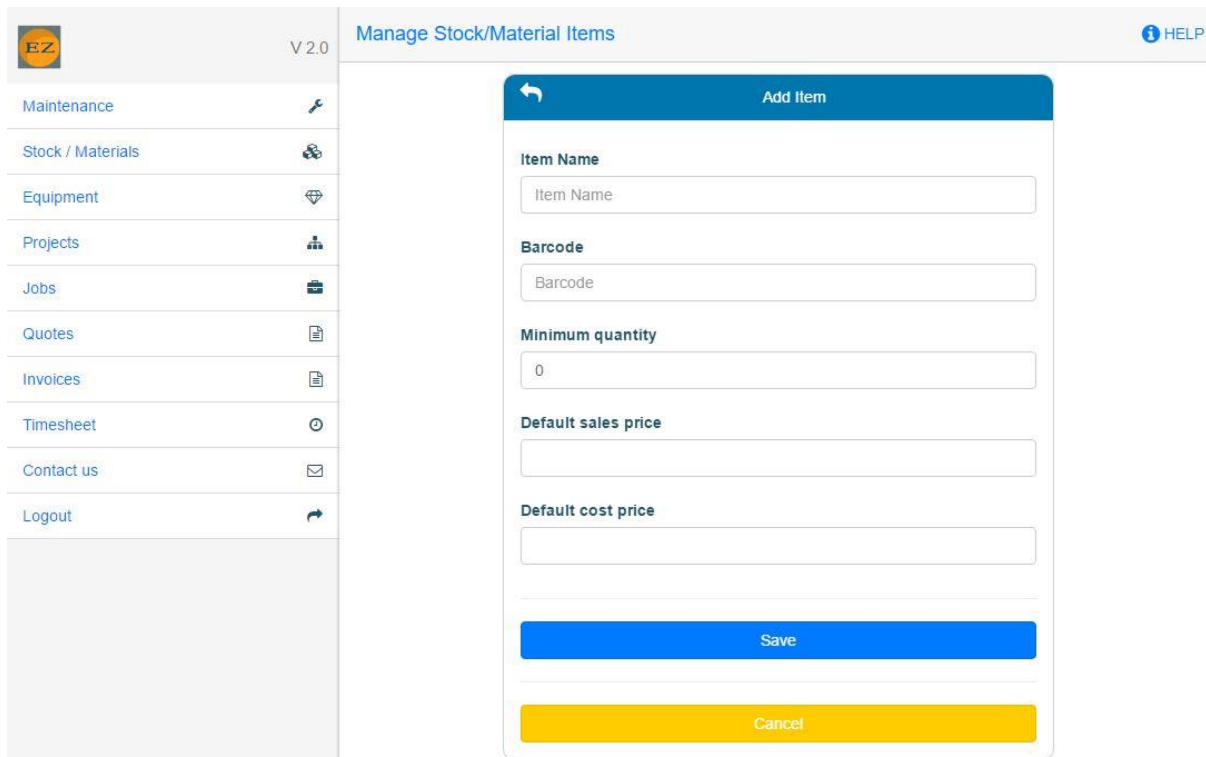 EZ
V 2.0
Maintenance
Stock / Materials
Equipment
Projects
Jobs
Quotes
Invoices
Timesheet
Contact us
Logout
Manage Stock/Material Items
HELP
Add Item
Item Name
Item Name
Barcode
Barcode
Minimum quantity
0
Default sales price
Default cost price
Save
Cancel